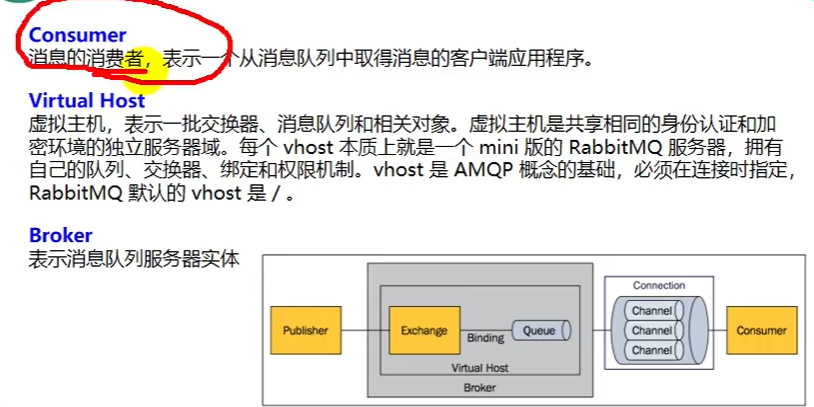 Consumer
消息的消费者，表示一个从消息队列中取得消息的客户端应用程序。
Virtual Host
虚拟主机，表示一批交换器、消息队列和相关对象。虚拟主机是共享相同的身份认证和加
密环境的独立服务器域。每个 vhost 本质上就是一个 mini 版的 RabbitMQ 服务器，拥有
自己的队列、交换器、绑定和权限机制。vhost 是 AMQP 概念的基础，必须在连接时指定，
RabbitMQ 默认的 vhost 是 / 。
Broker
表示消息队列服务器实体
Connection
Channel
Publisher
Exchange
Binding
Queue
Channel
Consumer
Channel
Virtual Host
Broker